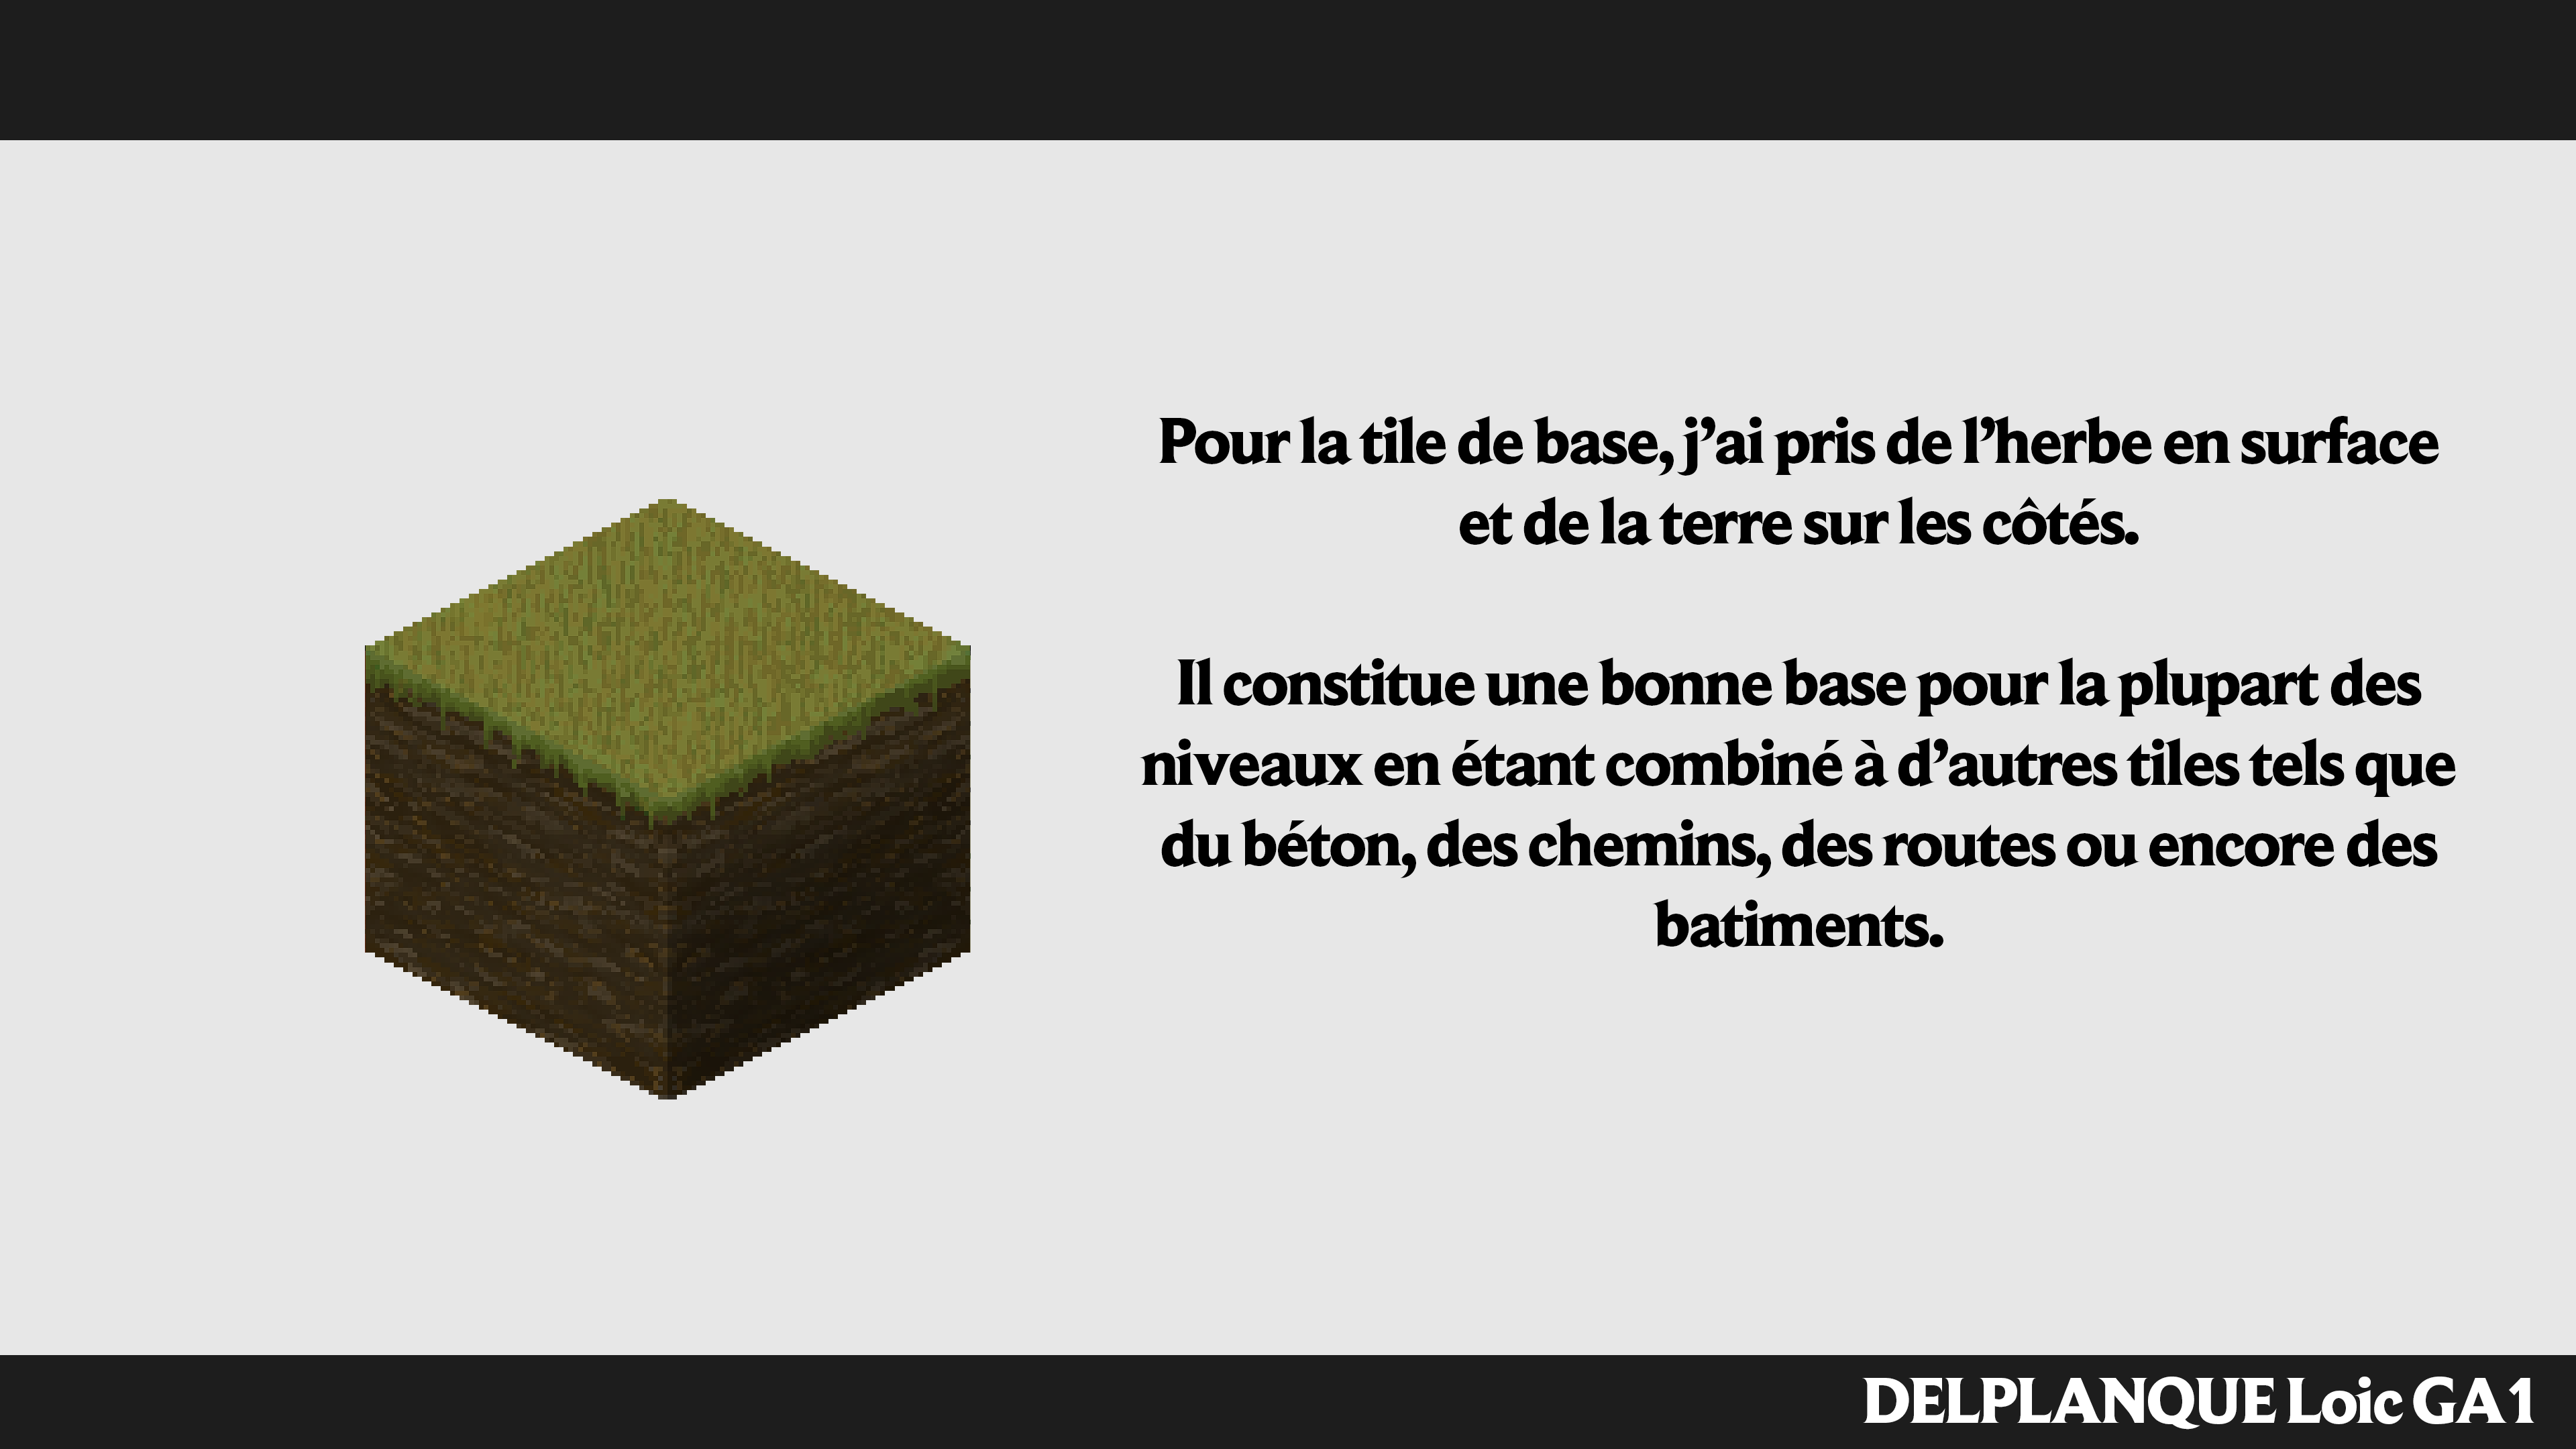 Pour la tile de base, j’ai pris de l’herbe en surface
et de la terre sur les côtés.
Il constitue une bonne base pour la plupart des
niveaux en étant combiné à d’autres tiles tels que
du béton, des chemins, des routes ou encore des
batiments.
DELPLANQUE Loic GA1